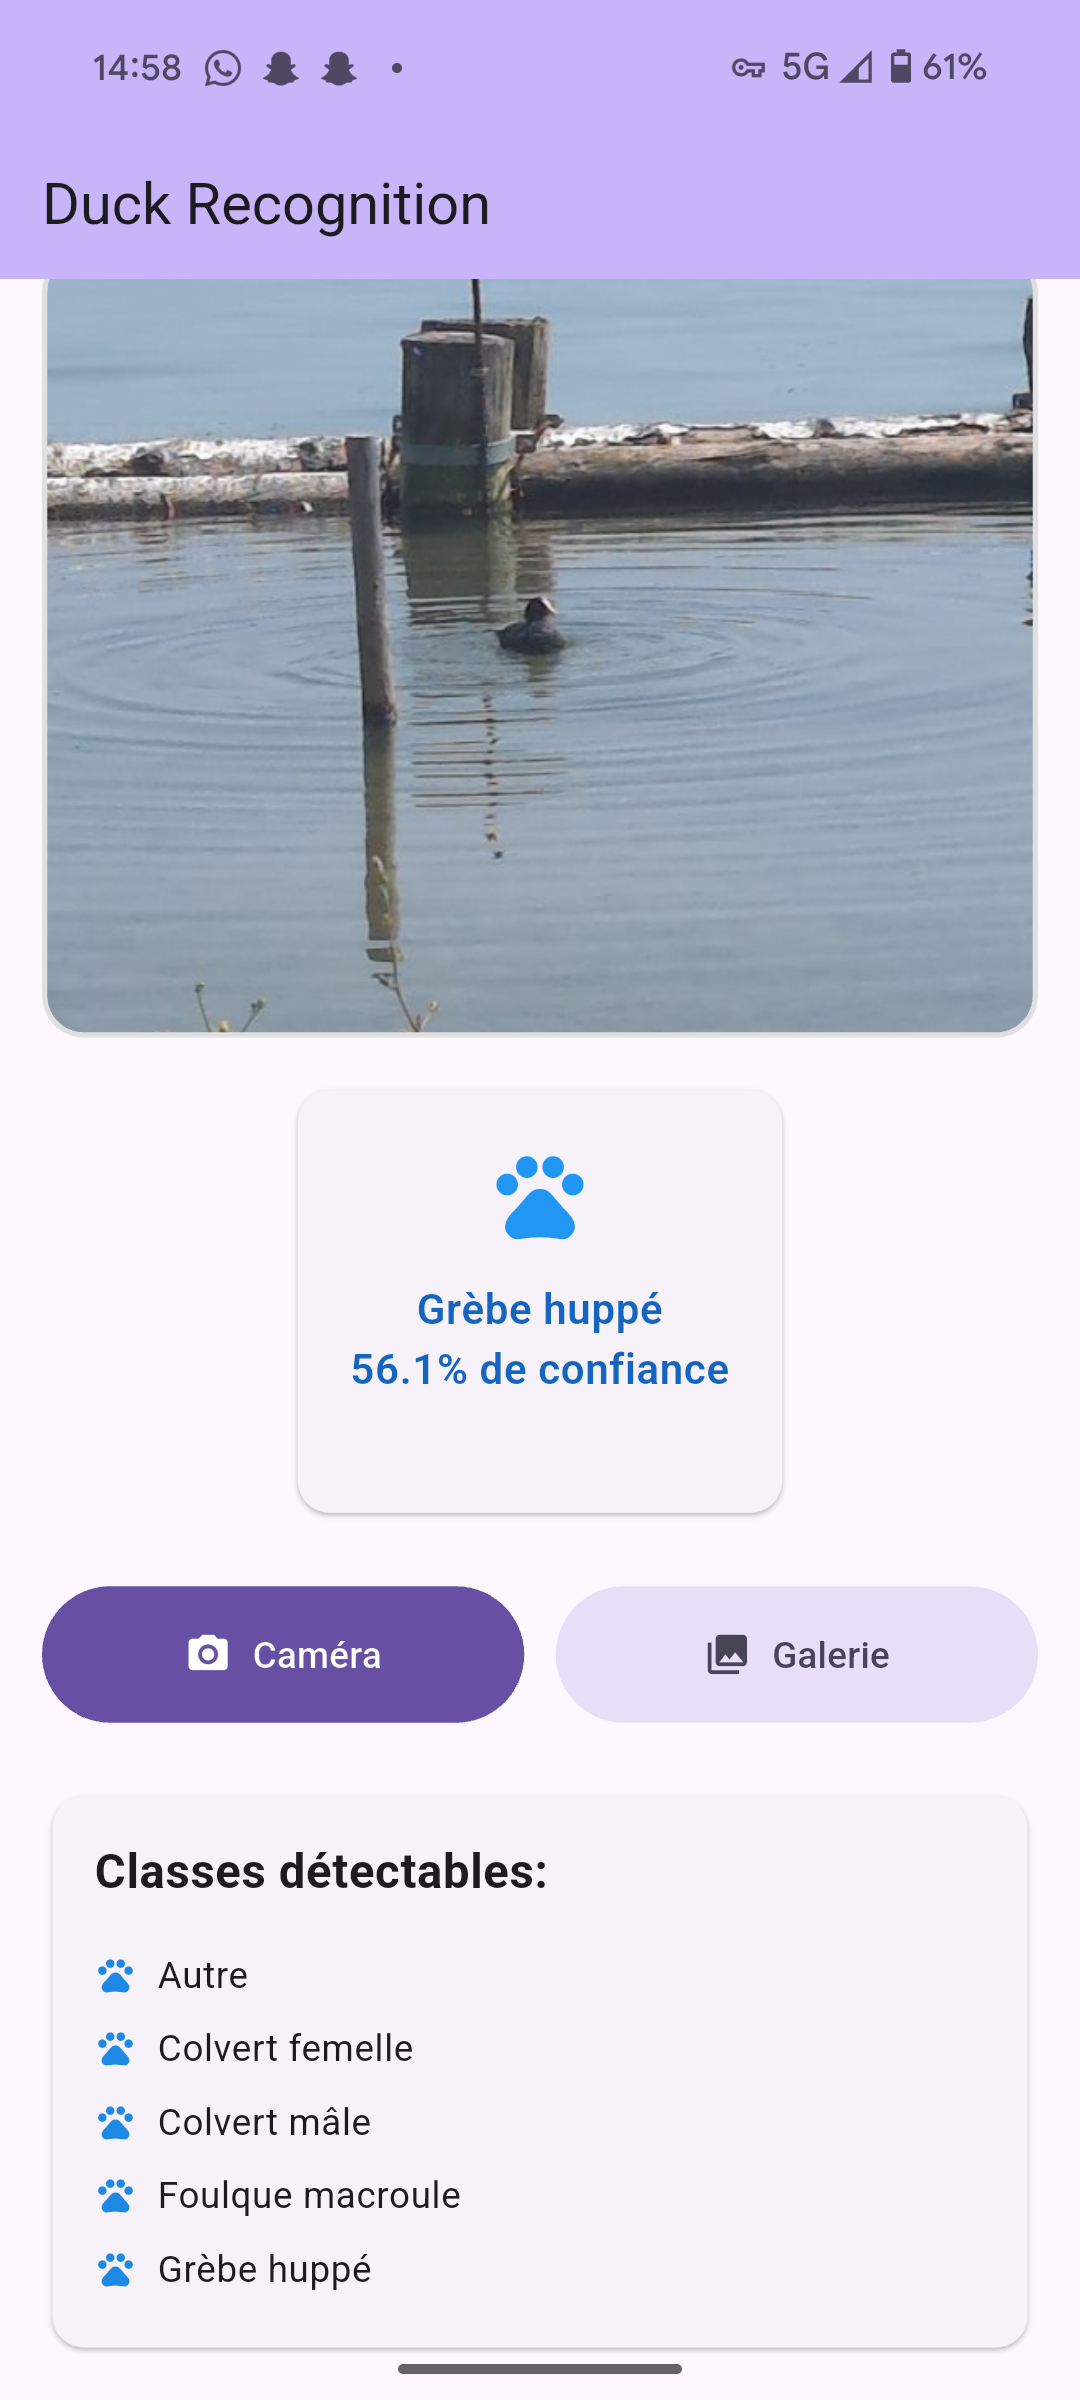 14:58 5G 61%
Duck Recognition
Grèbe huppé
56.1% de confiance
Caméra
Galerie
Classes détectables:
Autre
Colvert femelle
Colvert mâle
Foulque macroule
Grèbe huppé